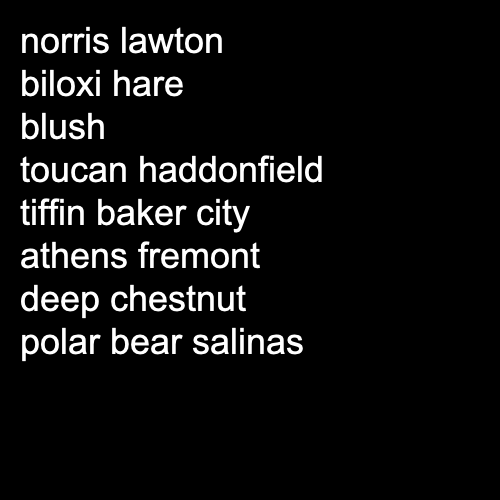 norris lawton
biloxi hare
blush
toucan haddonfield
tiffin baker city
athens fremont
deep chestnut
polar bear salinas